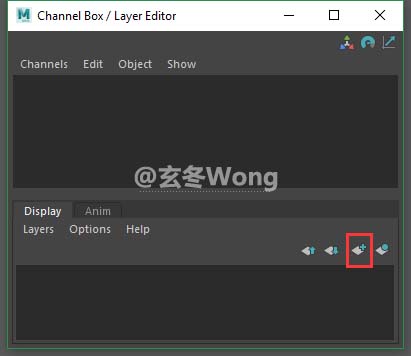 M Channel Box / Layer Editor
Channels Edit Object Show
@玄冬Wong
Display Anim
Layers Options Help